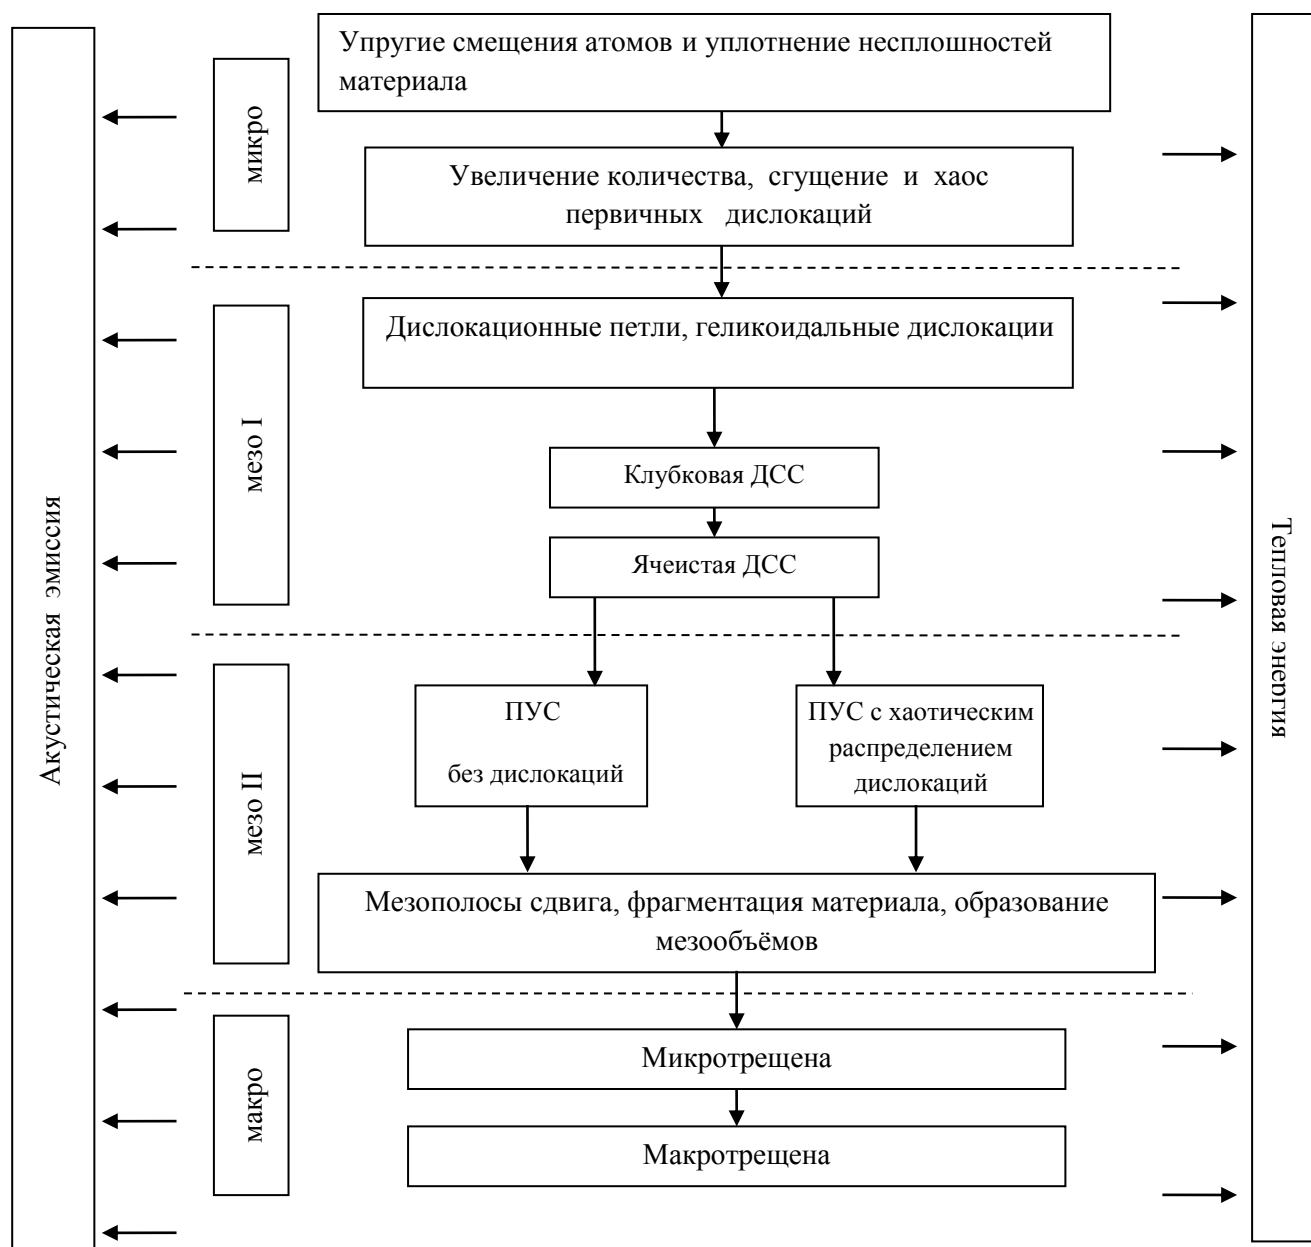 Упругие смещения атомов и уплотнение несплошностей
материала
микро
Увеличение количества, сгущение и хаос
первичных дислокаций
Дислокационные петли, геликоидальные дислокации
мезо I
Клубковая ДСС
Ячеистая ДСС
Акустическая эмиссия
Тепловая энергия
мезо II
ПУС
без дислокаций
ПУС с хаотическим
распределением
дислокаций
Мезополосы сдвига, фрагментация материала, образование
мезообъёмов
макро
Микротрещена
Макротрещена